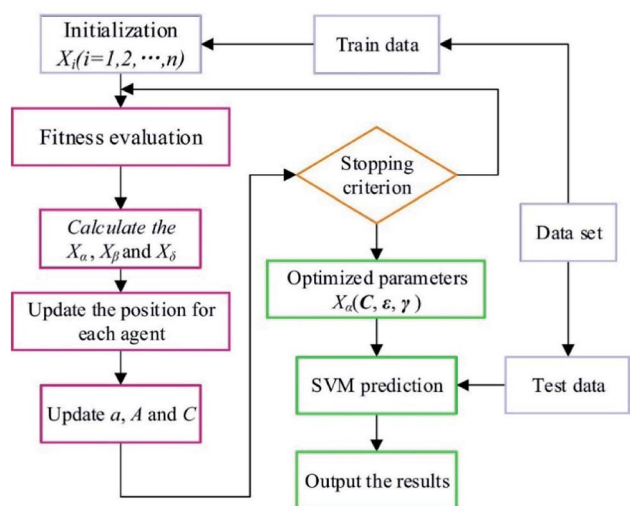 Initialization
Xi(i=1,2,⋯,n)
Train data
Fitness evaluation
Stopping
criterion
Calculate the
Xα, Xβ and Xδ
Data set
Optimized parameters
Xα(C, ε, γ )
Update the position for
each agent
SVM prediction
Test data
Update a, A and C
Output the results